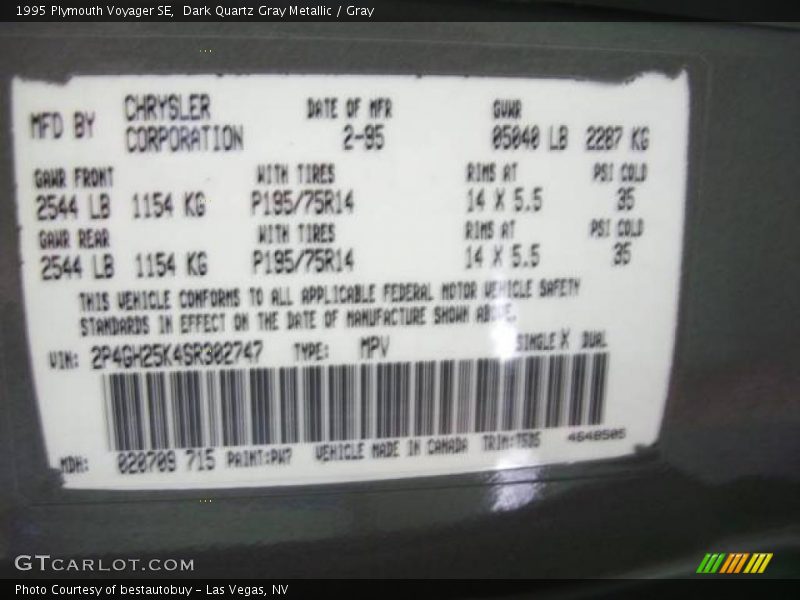 1995 Plymouth Voyager SE, Dark Quartz Gray Metallic / Gray
MFD BY CHRYSLER CORPORATION DATE OF MFR 2-95 GVWR 05040 LB 2287 KG
GAWR FRONT WITH TIRES RIMS AT PSI COLD
2544 LB 1154 KG P195/75R14 14 X 5.5 35
GAWR REAR WITH TIRES RIMS AT PSI COLD
2544 LB 1154 KG P195/75R14 14 X 5.5 35
THIS VEHICLE CONFORMS TO ALL APPLICABLE FEDERAL MOTOR VEHICLE SAFETY
STANDARDS IN EFFECT ON THE DATE OF MANUFACTURE SHOWN ABOVE.
VIN: 2P4GH25K4SR302747 TYPE: MPV SINGLE X DUAL
MDH: 020709 715 PAINT: VEHICLE MADE IN CANADA TRIM: 4648505
GTCARLOT.COM
Photo Courtesy of bestautobuy – Las Vegas, NV